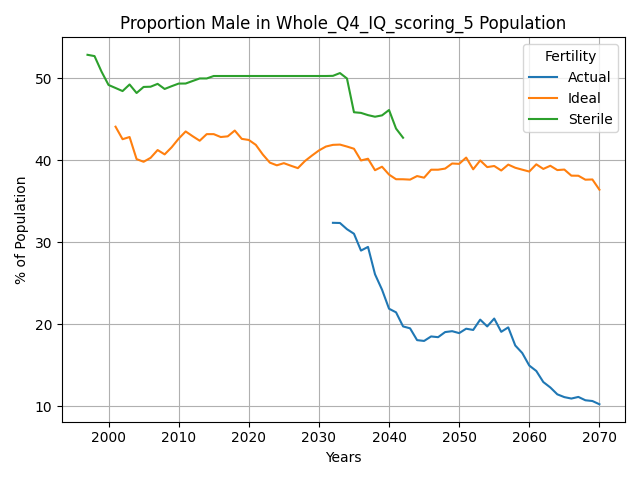 Proportion Male in Whole_Q4_IQ_scoring_5 Population
Fertility
Actual
Ideal
Sterile
% of Population
50
40
30
20
10
2000 2010 2020 2030 2040 2050 2060 2070
Years